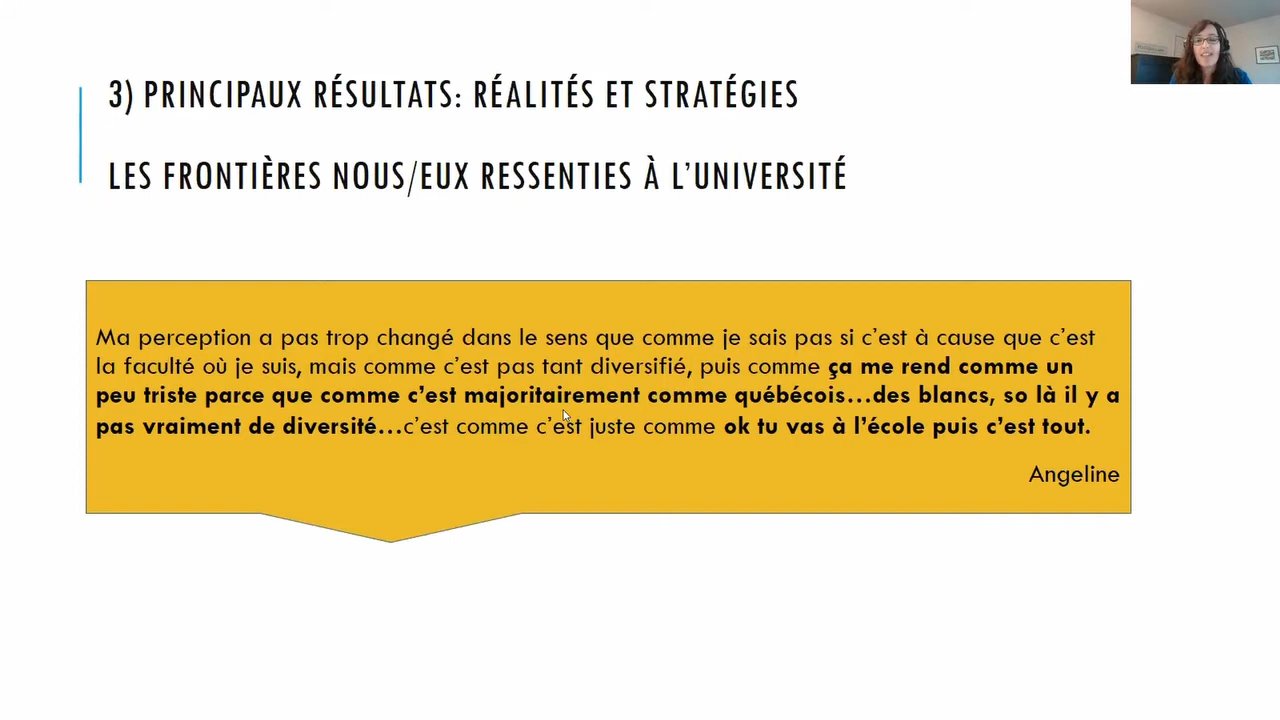 3) PRINCIPAUX RÉSULTATS: RÉALITÉS ET STRATÉGIES
LES FRONTIÈRES NOUS/EUX RESSENTIES À L’UNIVERSITÉ
Ma perception a pas trop changé dans le sens que comme je sais pas si c’est à cause que c’est
la faculté où je suis, mais comme c’est pas tant diversifié, puis comme ça me rend comme un
peu triste parce que comme c’est majoritairement comme québécois…des blancs, so là il y a
pas vraiment de diversité…c’est comme c’est juste comme ok tu vas à l’école puis c’est tout.
Angeline